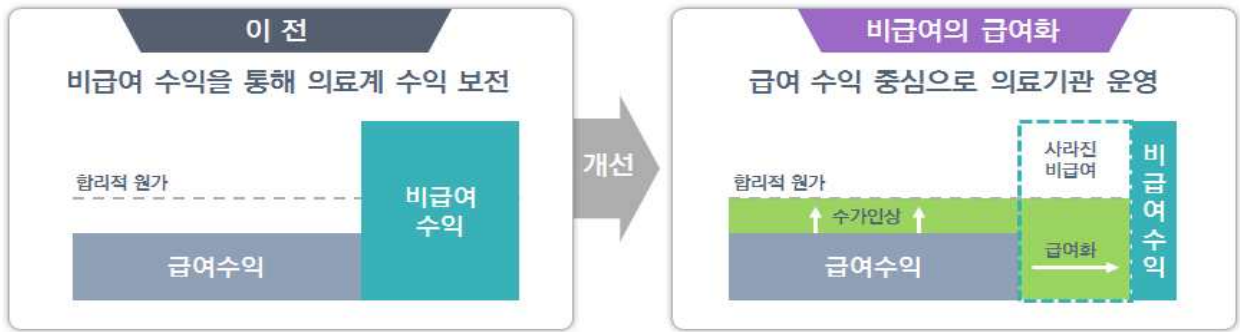 이 전
비급여 수익을 통해 의료계 수익 보전
합리적 원가
비급여
수익
급여수익
개선
비급여의 급여화
급여 수익 중심으로 의료기관 운영
합리적 원가
수가인상
급여수익
사라진
비급여
급여화
비급여수익